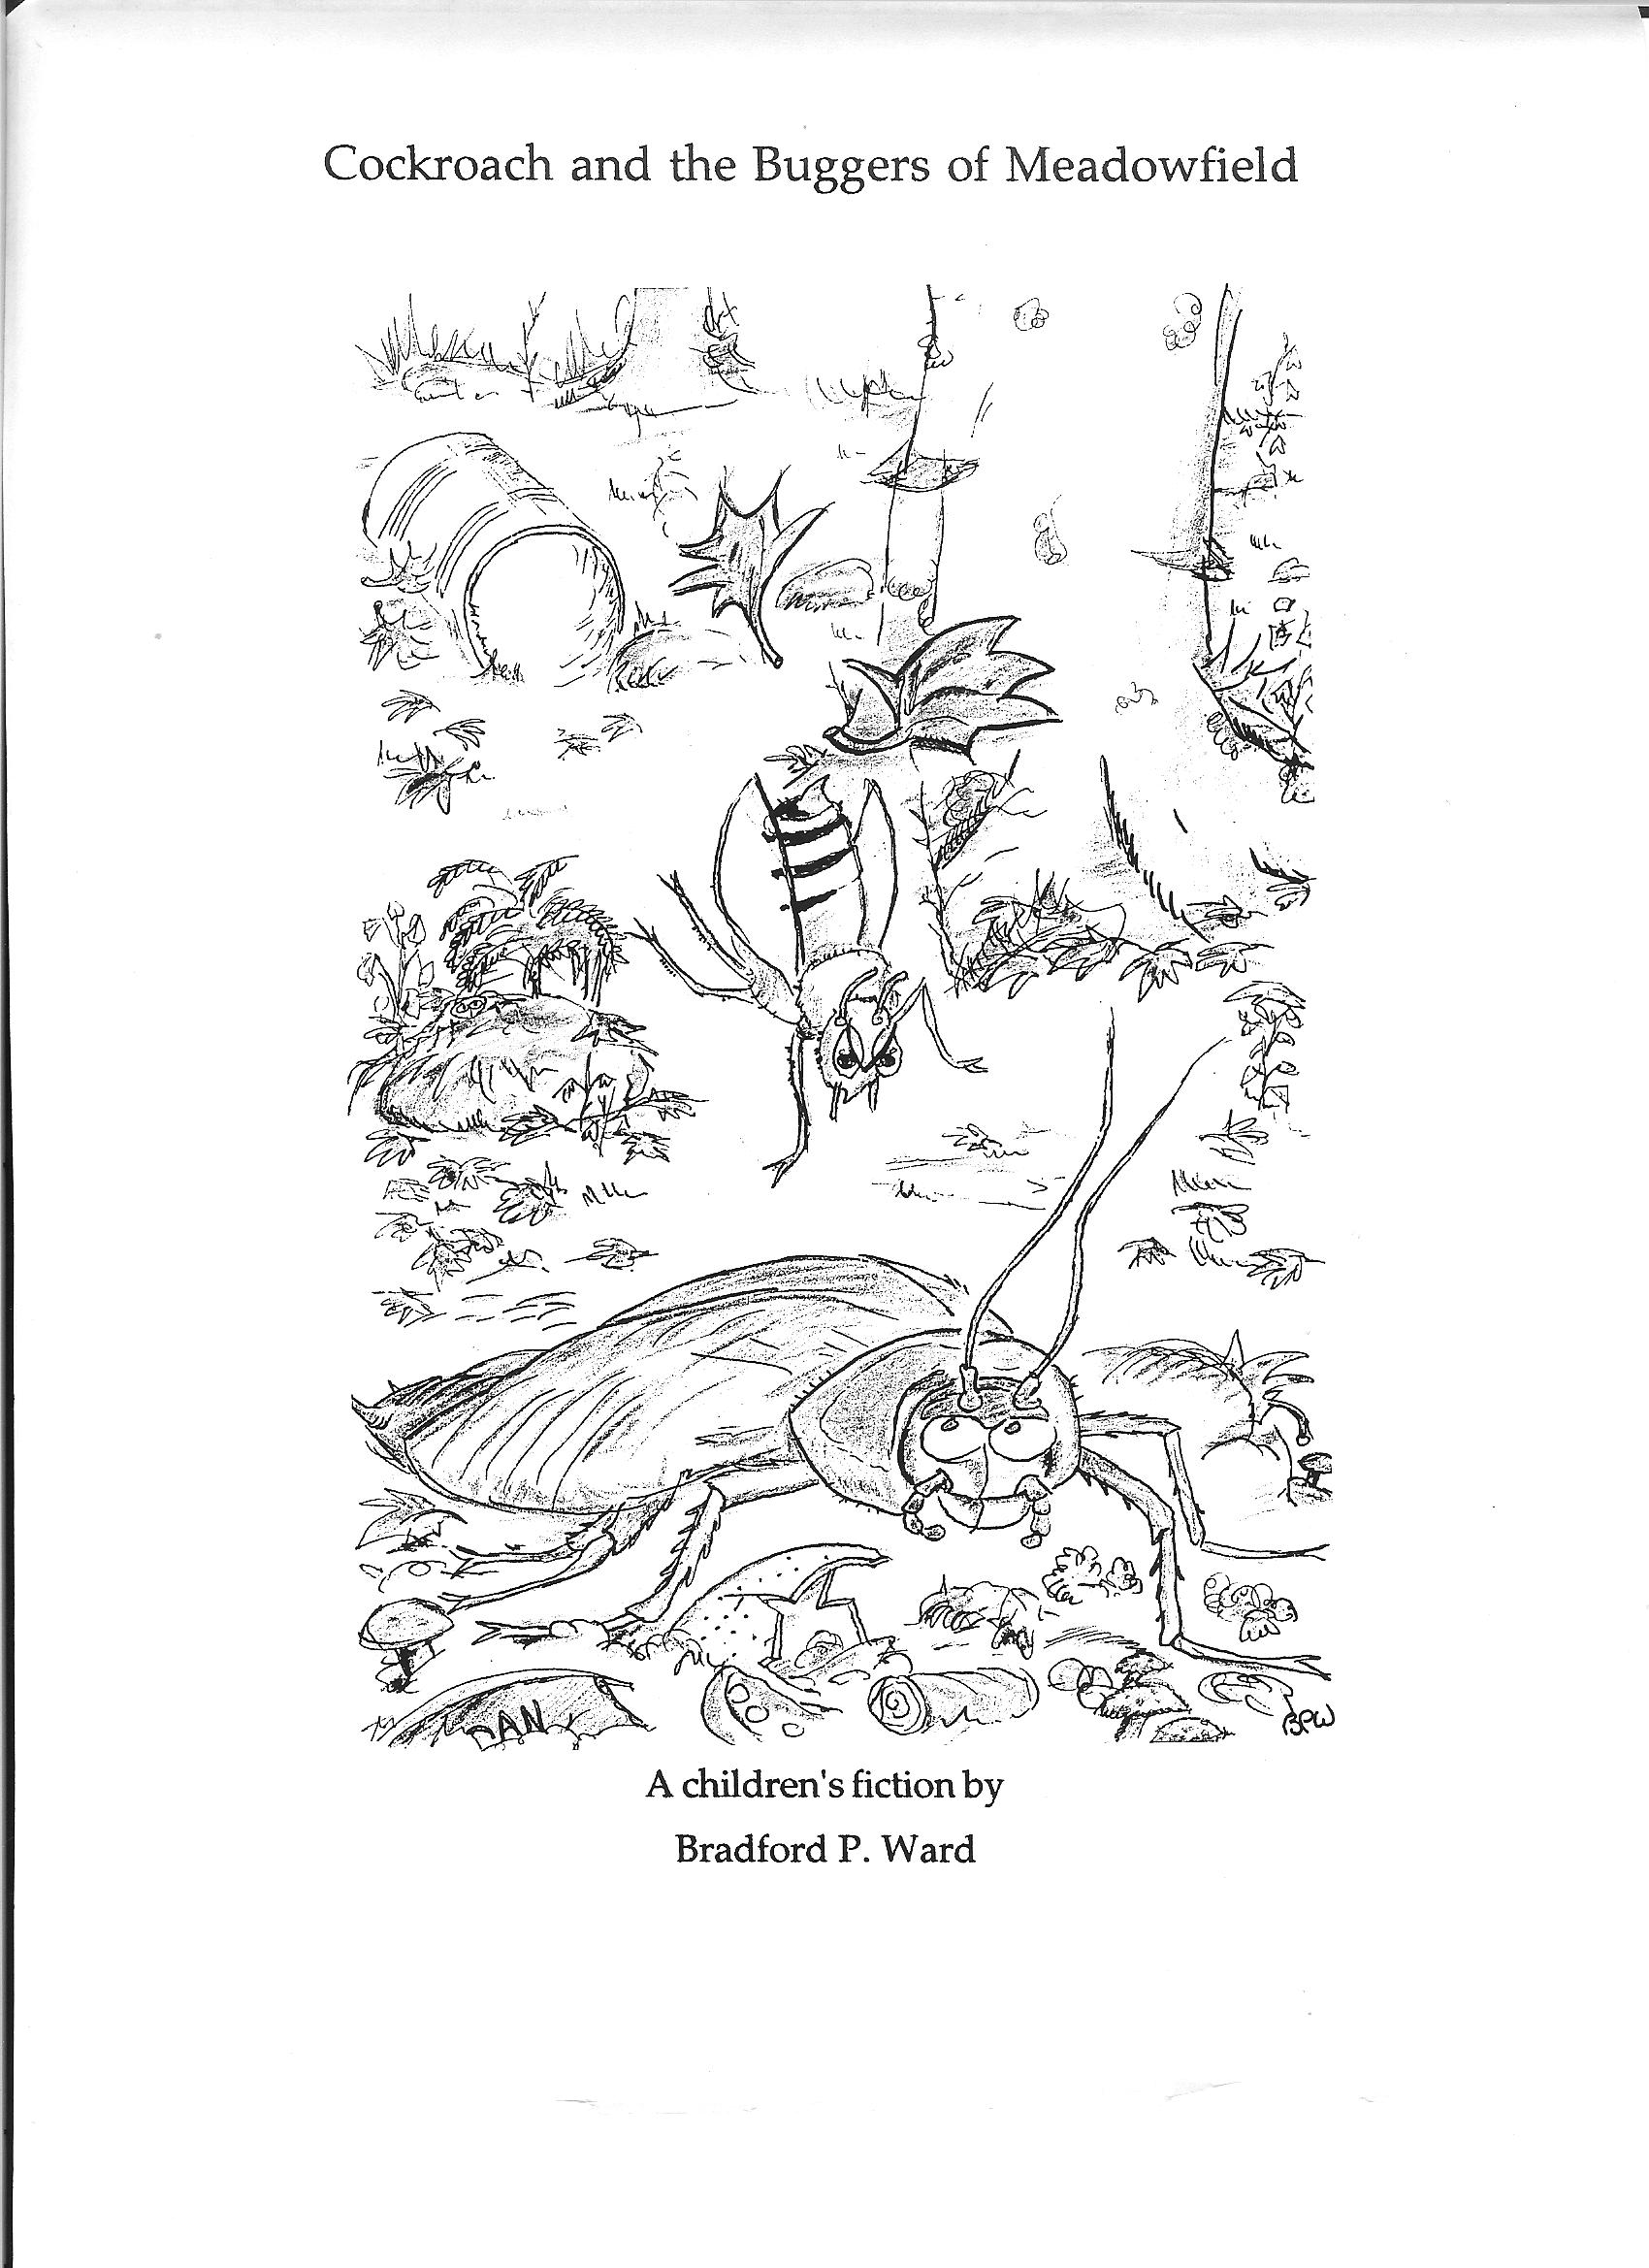 Cockroach and the Buggers of Meadowfield
DAN
BPW
A children's fiction by
Bradford P. Ward